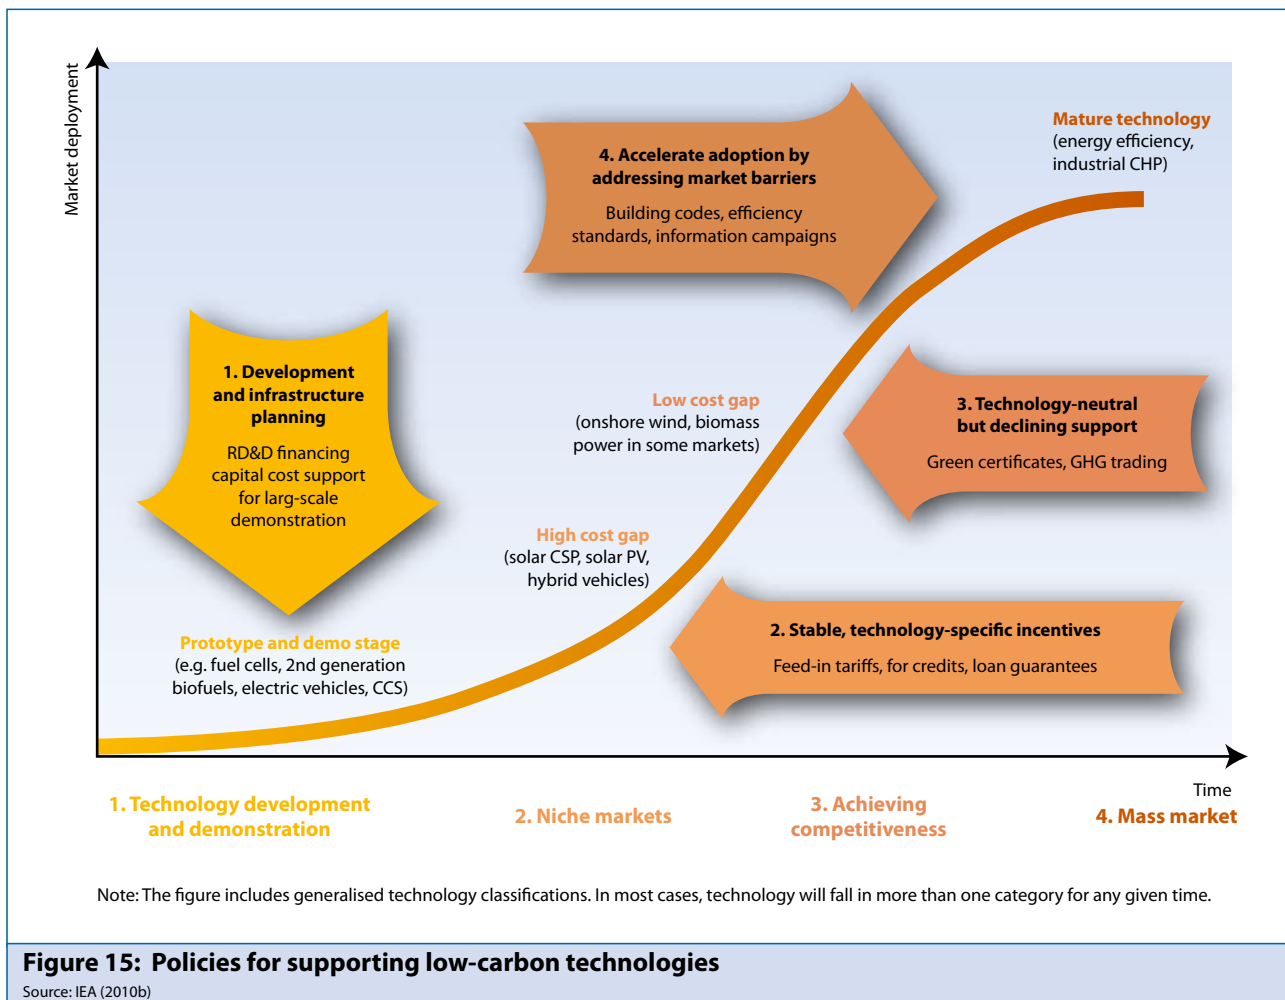 Market deployment
4. Accelerate adoption by
addressing market barriers
Building codes, efficiency
standards, information campaigns
Mature technology
(energy efficiency,
industrial CHP)
1. Development
and infrastructure
planning
RD&D financing
capital cost support
for larg-scale
demonstration
Low cost gap
(onshore wind, biomass
power in some markets)
3. Technology-neutral
but declining support
Green certificates, GHG trading
High cost gap
(solar CSP, solar PV,
hybrid vehicles)
Prototype and demo stage
(e.g. fuel cells, 2nd generation
biofuels, electric vehicles, CCS)
2. Stable, technology-specific incentives
Feed-in tariffs, for credits, loan guarantees
Time
1. Technology development
and demonstration
2. Niche markets
3. Achieving
competitiveness
4. Mass market
Note: The figure includes generalised technology classifications. In most cases, technology will fall in more than one category for any given time.
Figure 15: Policies for supporting low-carbon technologies
Source: IEA (2010b)